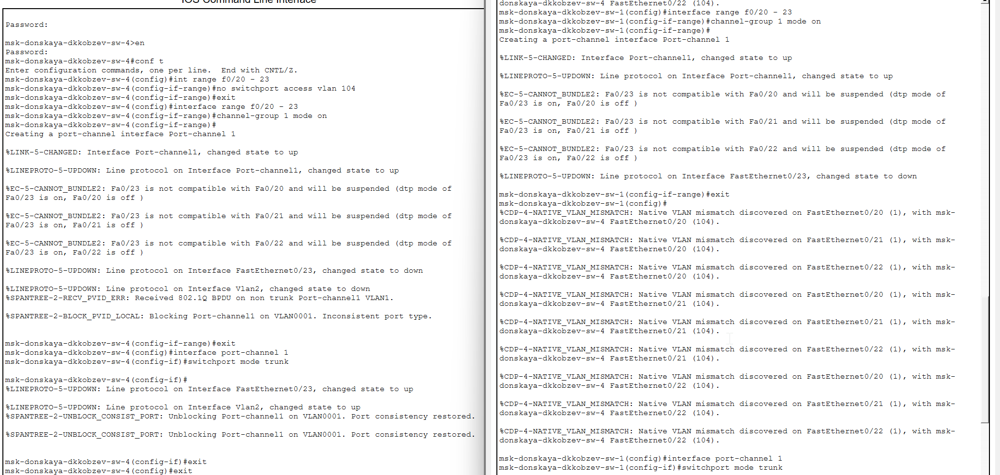 IOS Command Line Interface
Password:
msk-donskaya-dkkobzev-sw-4>en
Password:
msk-donskaya-dkkobzev-sw-4#conf t
Enter configuration commands, one per line.  End with CNTL/Z.
msk-donskaya-dkkobzev-sw-4(config)#int range f0/20 - 23
msk-donskaya-dkkobzev-sw-4(config-if-range)#no switchport access vlan 104
msk-donskaya-dkkobzev-sw-4(config-if-range)#exit
msk-donskaya-dkkobzev-sw-4(config)#interface range f0/20 - 23
msk-donskaya-dkkobzev-sw-4(config-if-range)#channel-group 1 mode on
msk-donskaya-dkkobzev-sw-4(config-if-range)#
Creating a port-channel interface Port-channel 1
%LINK-5-CHANGED: Interface Port-channel1, changed state to up
%LINEPROTO-5-UPDOWN: Line protocol on Interface Port-channel1, changed state to up
%EC-5-CANNOT_BUNDLE2: Fa0/23 is not compatible with Fa0/20 and will be suspended (dtp mode of
Fa0/23 is on, Fa0/20 is off )
%EC-5-CANNOT_BUNDLE2: Fa0/23 is not compatible with Fa0/21 and will be suspended (dtp mode of
Fa0/23 is on, Fa0/21 is off )
%EC-5-CANNOT_BUNDLE2: Fa0/23 is not compatible with Fa0/22 and will be suspended (dtp mode of
Fa0/23 is on, Fa0/22 is off )
%LINEPROTO-5-UPDOWN: Line protocol on Interface FastEthernet0/23, changed state to down
%LINEPROTO-5-UPDOWN: Line protocol on Interface Vlan2, changed state to down
%SPANTREE-2-RECV_PVID_ERR: Received 802.1Q BPDU on non trunk Port-channel1 VLAN1.
%SPANTREE-2-BLOCK_PVID_LOCAL: Blocking Port-channel1 on VLAN0001. Inconsistent port type.
msk-donskaya-dkkobzev-sw-4(config-if-range)#exit
msk-donskaya-dkkobzev-sw-4(config)#interface port-channel 1
msk-donskaya-dkkobzev-sw-4(config-if)#switchport mode trunk
msk-donskaya-dkkobzev-sw-4(config-if)#
%LINEPROTO-5-UPDOWN: Line protocol on Interface FastEthernet0/23, changed state to up
%LINEPROTO-5-UPDOWN: Line protocol on Interface Vlan2, changed state to up
%SPANTREE-2-UNBLOCK_CONSIST_PORT: Unblocking Port-channel1 on VLAN0001. Port consistency restored.
%SPANTREE-2-UNBLOCK_CONSIST_PORT: Unblocking Port-channel1 on VLAN0001. Port consistency restored.
msk-donskaya-dkkobzev-sw-4(config-if)#exit
msk-donskaya-dkkobzev-sw-4(config)#exit
donskaya-dkkobzev-sw-4 FastEthernet0/22 (104).
msk-donskaya-dkkobzev-sw-1(config)#interface range f0/20 - 23
msk-donskaya-dkkobzev-sw-1(config-if-range)#channel-group 1 mode on
msk-donskaya-dkkobzev-sw-1(config-if-range)#
Creating a port-channel interface Port-channel 1
%LINK-5-CHANGED: Interface Port-channel1, changed state to up
%LINEPROTO-5-UPDOWN: Line protocol on Interface Port-channel1, changed state to up
%EC-5-CANNOT_BUNDLE2: Fa0/23 is not compatible with Fa0/20 and will be suspended (dtp mode of
Fa0/23 is on, Fa0/20 is off )
%EC-5-CANNOT_BUNDLE2: Fa0/23 is not compatible with Fa0/21 and will be suspended (dtp mode of
Fa0/23 is on, Fa0/21 is off )
%EC-5-CANNOT_BUNDLE2: Fa0/23 is not compatible with Fa0/22 and will be suspended (dtp mode of
Fa0/23 is on, Fa0/22 is off )
%LINEPROTO-5-UPDOWN: Line protocol on Interface FastEthernet0/23, changed state to down
msk-donskaya-dkkobzev-sw-1(config-if-range)#exit
msk-donskaya-dkkobzev-sw-1(config)#
%CDP-4-NATIVE_VLAN_MISMATCH: Native VLAN mismatch discovered on FastEthernet0/20 (1), with msk-
donskaya-dkkobzev-sw-4 FastEthernet0/20 (104).
%CDP-4-NATIVE_VLAN_MISMATCH: Native VLAN mismatch discovered on FastEthernet0/21 (1), with msk-
donskaya-dkkobzev-sw-4 FastEthernet0/20 (104).
%CDP-4-NATIVE_VLAN_MISMATCH: Native VLAN mismatch discovered on FastEthernet0/22 (1), with msk-
donskaya-dkkobzev-sw-4 FastEthernet0/20 (104).
%CDP-4-NATIVE_VLAN_MISMATCH: Native VLAN mismatch discovered on FastEthernet0/20 (1), with msk-
donskaya-dkkobzev-sw-4 FastEthernet0/21 (104).
%CDP-4-NATIVE_VLAN_MISMATCH: Native VLAN mismatch discovered on FastEthernet0/21 (1), with msk-
donskaya-dkkobzev-sw-4 FastEthernet0/21 (104).
%CDP-4-NATIVE_VLAN_MISMATCH: Native VLAN mismatch discovered on FastEthernet0/22 (1), with msk-
donskaya-dkkobzev-sw-4 FastEthernet0/21 (104).
%CDP-4-NATIVE_VLAN_MISMATCH: Native VLAN mismatch discovered on FastEthernet0/20 (1), with msk-
donskaya-dkkobzev-sw-4 FastEthernet0/22 (104).
%CDP-4-NATIVE_VLAN_MISMATCH: Native VLAN mismatch discovered on FastEthernet0/21 (1), with msk-
donskaya-dkkobzev-sw-4 FastEthernet0/22 (104).
%CDP-4-NATIVE_VLAN_MISMATCH: Native VLAN mismatch discovered on FastEthernet0/22 (1), with msk-
donskaya-dkkobzev-sw-4 FastEthernet0/22 (104).
msk-donskaya-dkkobzev-sw-1(config)#interface port-channel 1
msk-donskaya-dkkobzev-sw-1(config-if)#switchport mode trunk